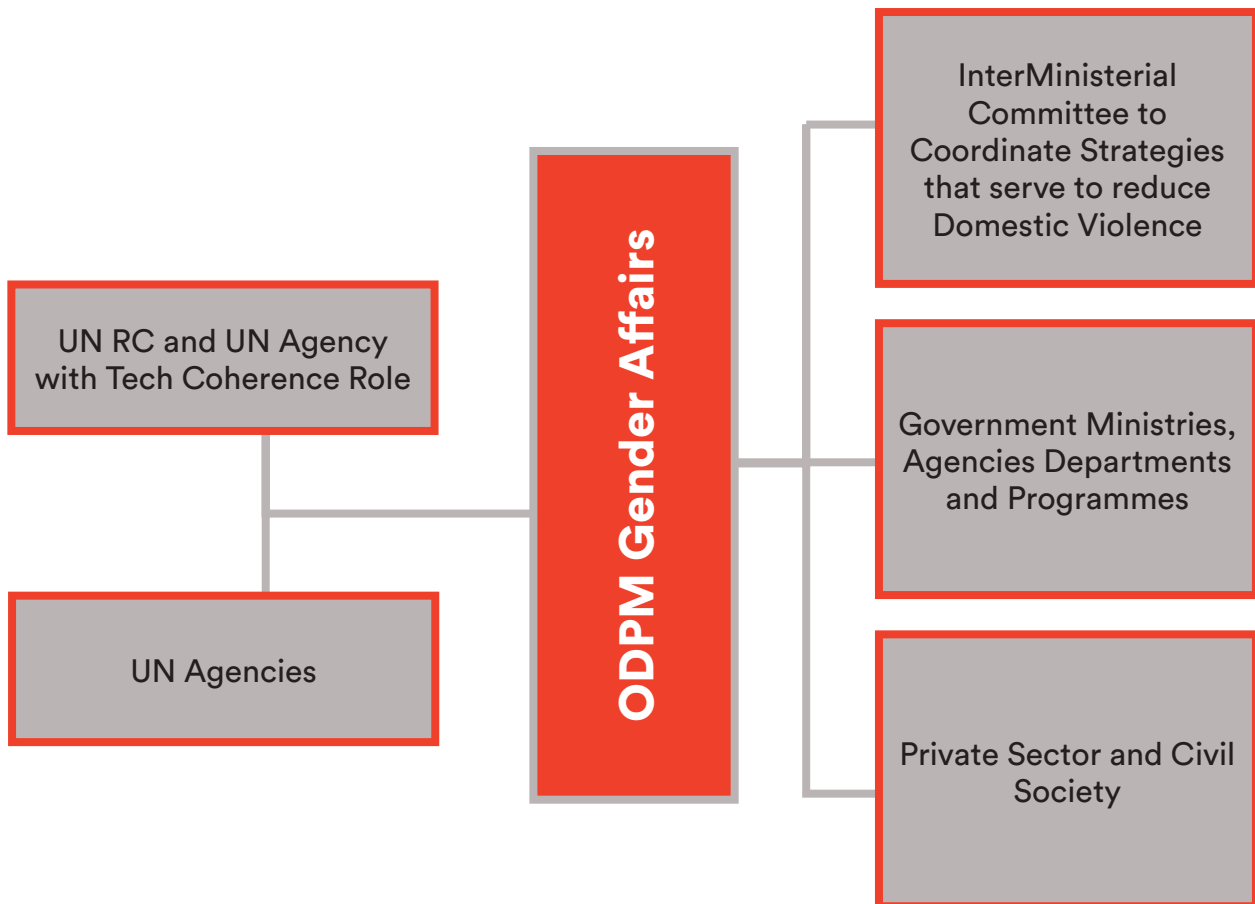 UN RC and UN Agency
with Tech Coherence Role
UN Agencies
ODPM Gender Affairs
InterMinisterial
Committee to
Coordinate Strategies
that serve to reduce
Domestic Violence
Government Ministries,
Agencies Departments
and Programmes
Private Sector and Civil
Society